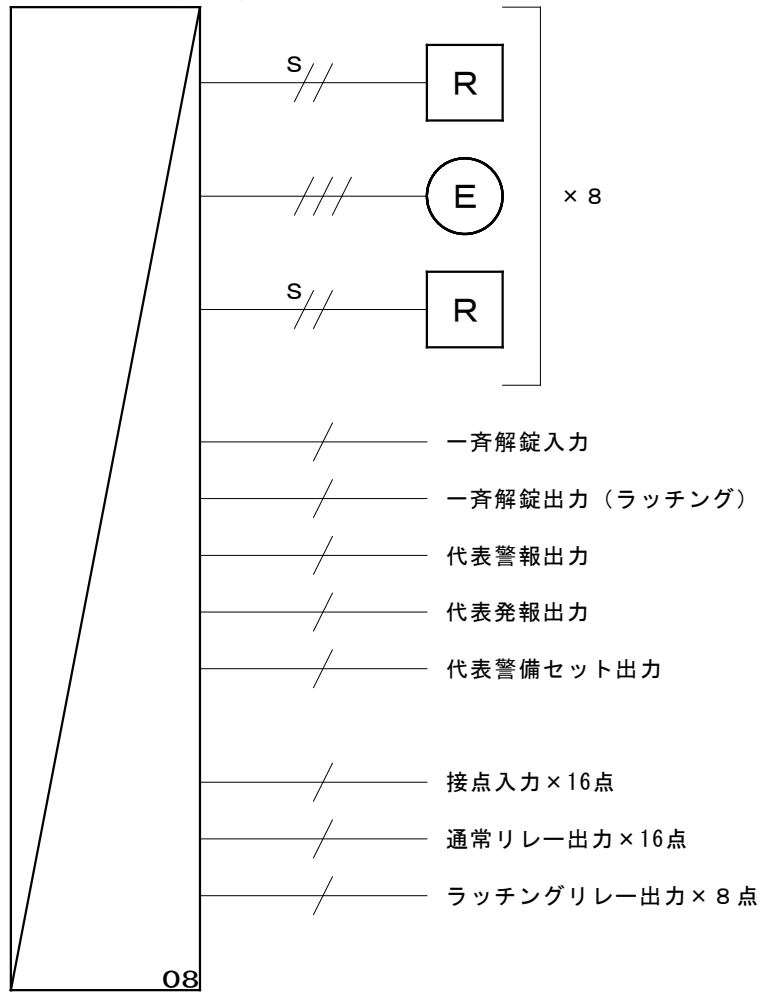 S
R
E
× 8
S
R
一斉解錠入力
一斉解錠出力（ラッチング）
代表警報出力
代表発報出力
代表警備セット出力
接点入力×16点
通常リレー出力×16点
ラッチングリレー出力×８点
08